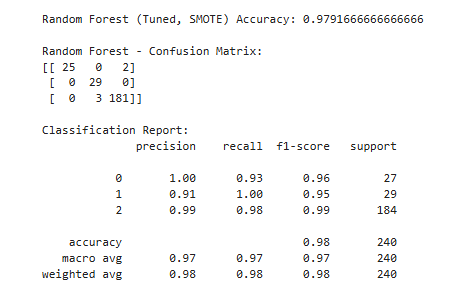 Random Forest (Tuned, SMOTE) Accuracy: 0.9791666666666666
Random Forest - Confusion Matrix:
[[ 25 0 2]
[ 0 29 0]
[ 0 3 181]]
Classification Report:
precision recall f1-score support
0 1.00 0.93 0.96 27
1 0.91 1.00 0.95 29
2 0.99 0.98 0.99 184
accuracy 0.98 240
macro avg 0.97 0.97 0.97 240
weighted avg 0.98 0.98 0.98 240